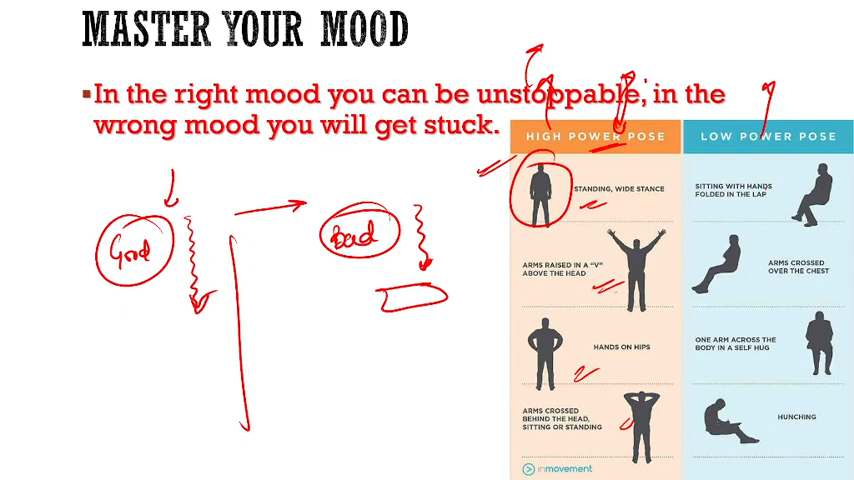 MASTER YOUR MOOD
In the right mood you can be unstoppable, in the
wrong mood you will get stuck.
Good
Bad
HIGH POWER POSE
STANDING, WIDE STANCE
ARMS RAISED IN A "V"
ABOVE THE HEAD
HANDS ON HIPS
ARMS CROSSED
BEHIND THE HEAD,
SITTING OR STANDING
inmovement
LOW POWER POSE
SITTING WITH HANDS
FOLDED IN THE LAP
ARMS CROSSED
OVER THE CHEST
ONE ARM ACROSS THE
BODY IN A SELF HUG
HUNCHING